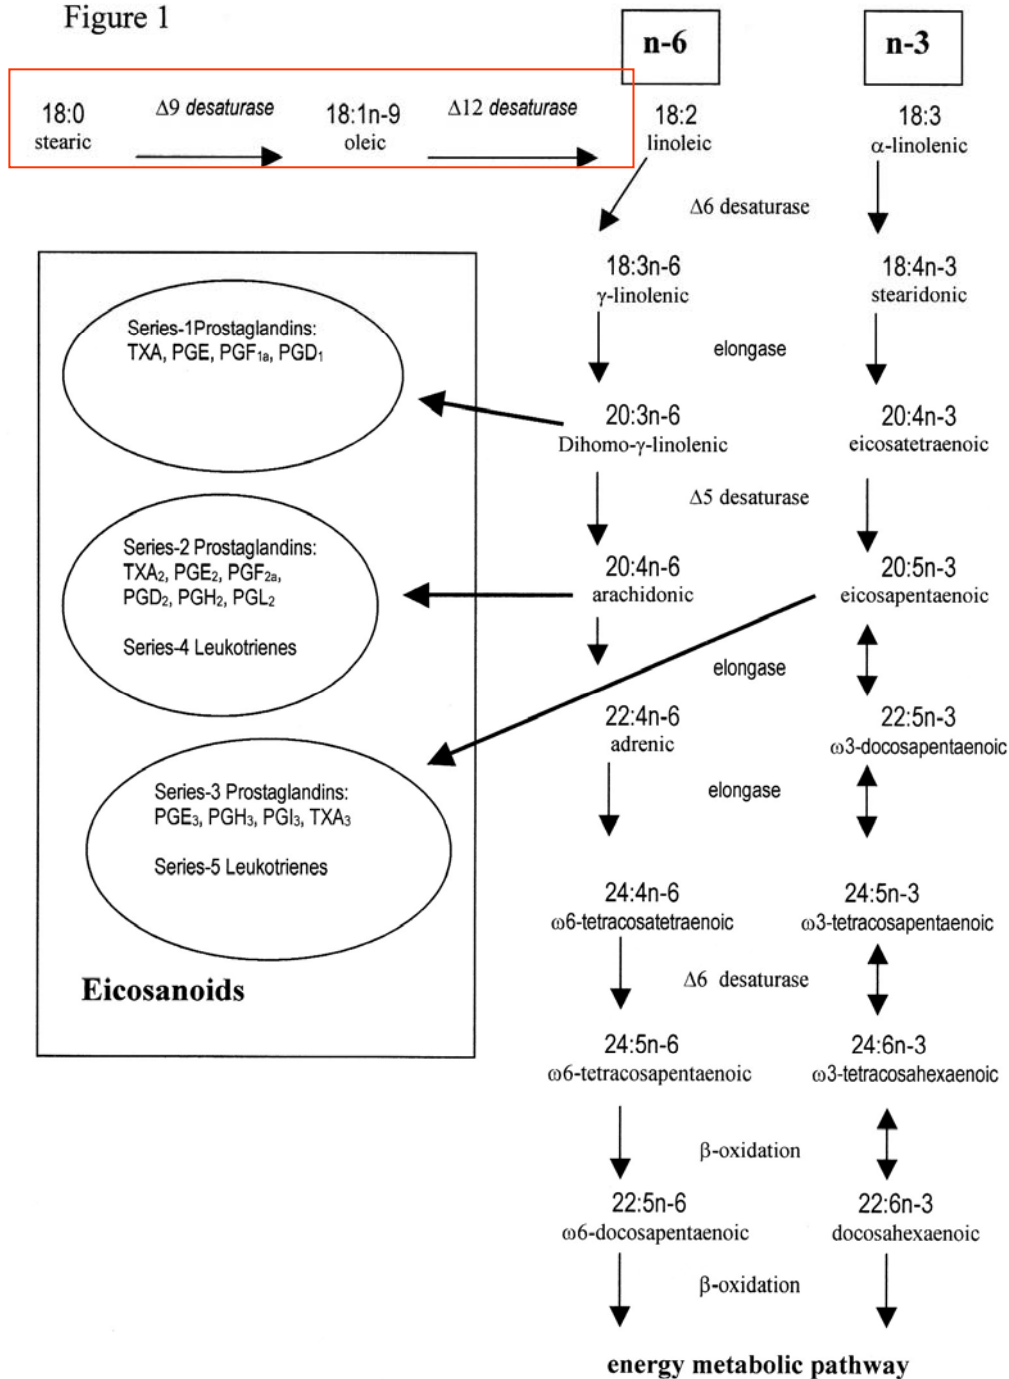 Figure 1
n-6
n-3
18:0
stearic
Δ9 desaturase
18:1n-9
oleic
Δ12 desaturase
18:2
linoleic
18:3
α-linolenic
Δ6 desaturase
18:3n-6
γ-linolenic
18:4n-3
stearidonic
elongase
20:3n-6
Dihomo-γ-linolenic
20:4n-3
eicosatetraenoic
Δ5 desaturase
20:4n-6
arachidonic
20:5n-3
eicosapentaenoic
elongase
22:4n-6
adrenic
22:5n-3
ω3-docosapentaenoic
elongase
24:4n-6
ω6-tetracosatetraenoic
24:5n-3
ω3-tetracosapentaenoic
Δ6 desaturase
24:5n-6
ω6-tetracosapentaenoic
24:6n-3
ω3-tetracosahexaenoic
β-oxidation
22:5n-6
ω6-docosapentaenoic
22:6n-3
docosahexaenoic
β-oxidation
energy metabolic pathway
Series-1Prostaglandins:
TXA, PGE, PGF1a, PGD1
Series-2 Prostaglandins:
TXA2, PGE2, PGF2a,
PGD2, PGH2, PGL2
Series-4 Leukotrienes
Series-3 Prostaglandins:
PGE3, PGH3, PGI3, TXA3
Series-5 Leukotrienes
Eicosanoids